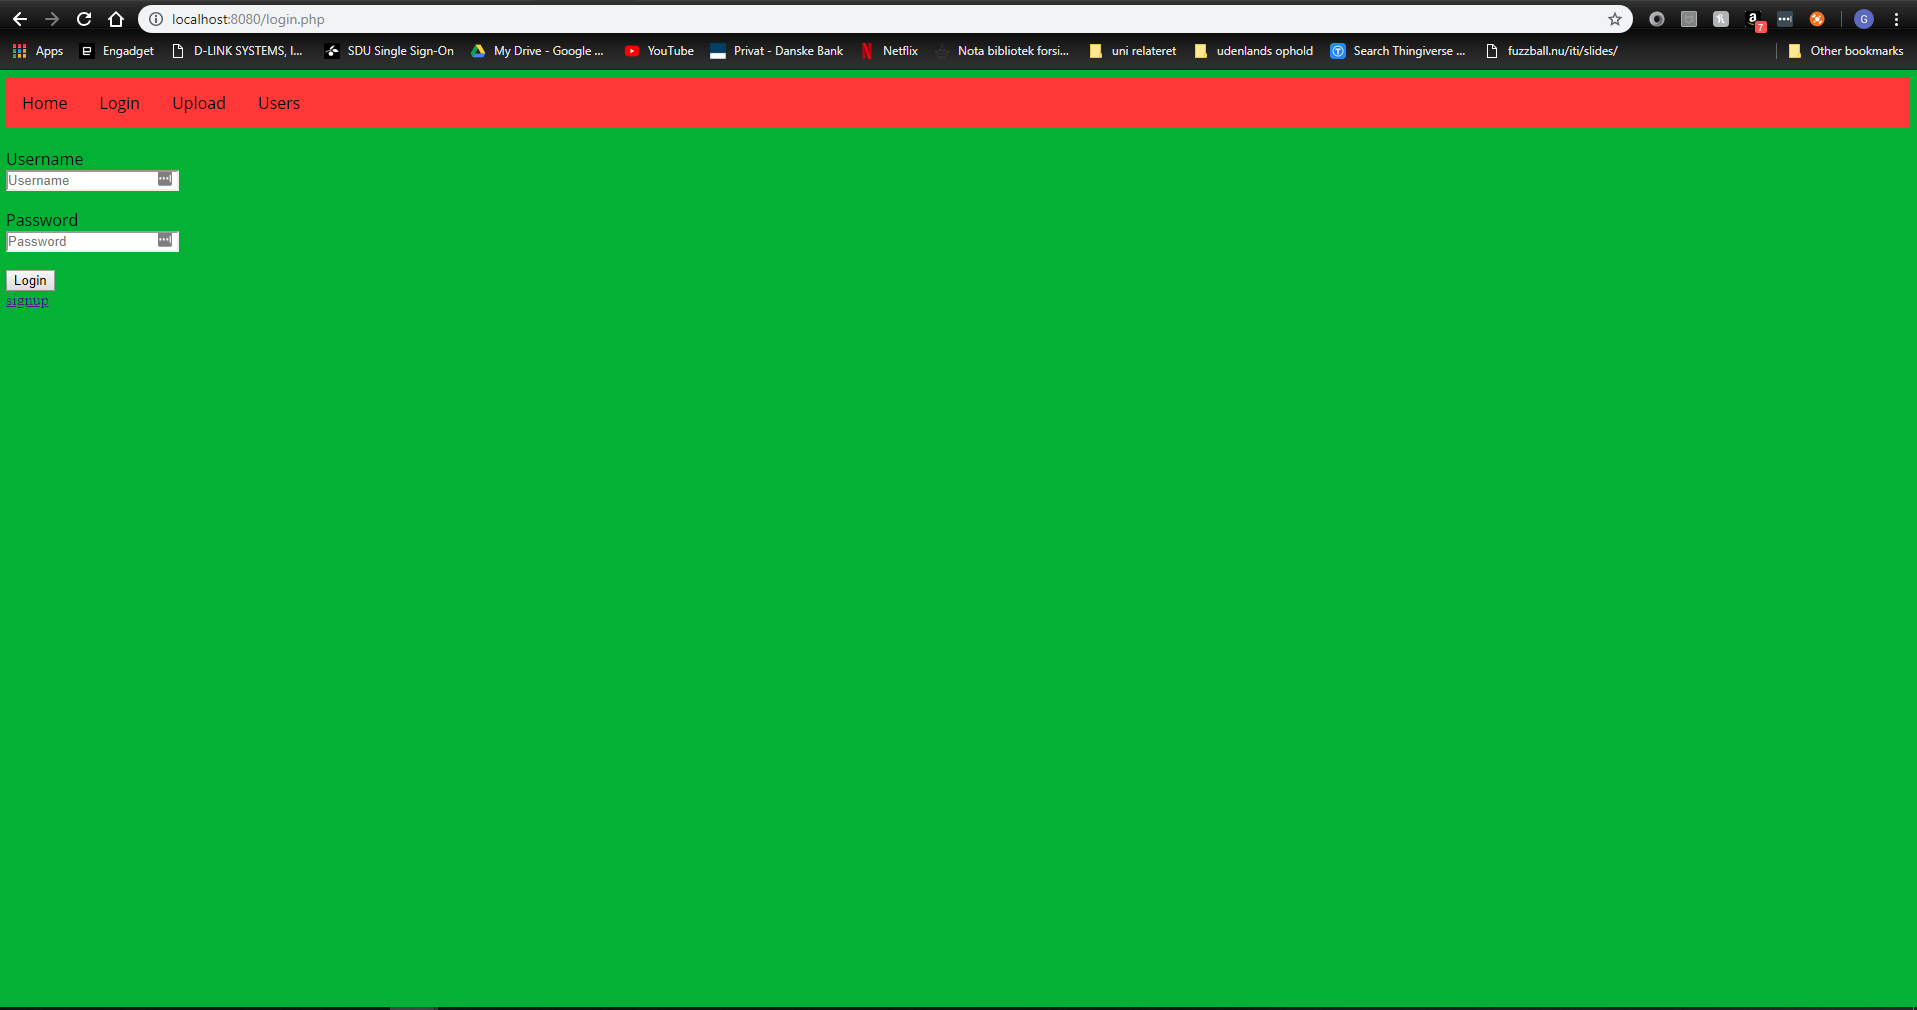 localhost:8080/login.php
G
7
Apps Engadget D-LINK SYSTEMS, I... SDU Single Sign-On My Drive - Google ... YouTube Privat - Danske Bank Netflix Nota bibliotek forsi... uni relateret udenlands ophold Search Thingiverse ... fuzzball.nu/iti/slides/ Other bookmarks
Home Login Upload Users
Username
Username
Password
Password
Login
signup